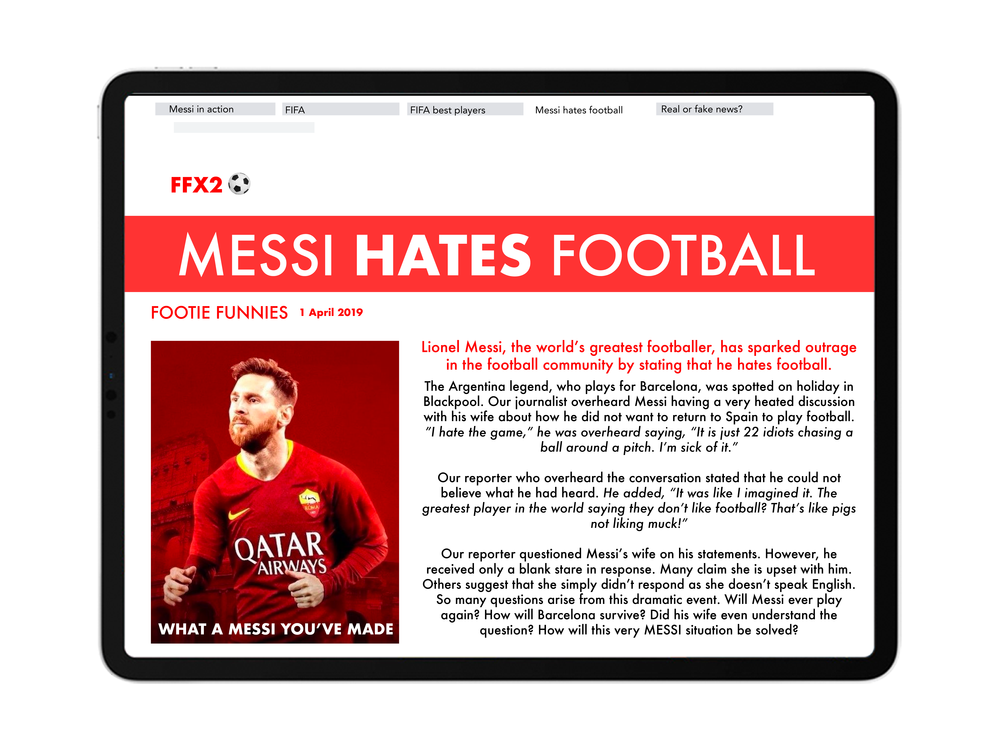 Messi in action
FIFA
FIFA best players
Messi hates football
Real or fake news?
FFX2
MESSI HATES FOOTBALL
FOOTIE FUNNIES 1 April 2019
Lionel Messi, the world’s greatest footballer, has sparked outrage
in the football community by stating that he hates football.
The Argentina legend, who plays for Barcelona, was spotted on holiday in
Blackpool. Our journalist overheard Messi having a very heated discussion
with his wife about how he did not want to return to Spain to play football.
“I hate the game,” he was overheard saying, “It is just 22 idiots chasing a
ball around a pitch. I’m sick of it.”
Our reporter who overheard the conversation stated that he could not
believe what he had heard. He added, “It was like I imagined it. The
greatest player in the world saying they don’t like football? That’s like pigs
not liking muck!”
Our reporter questioned Messi’s wife on his statements. However, he
received only a blank stare in response. Many claim she is upset with him.
Others suggest that she simply didn’t respond as she doesn’t speak English.
So many questions arise from this dramatic event. Will Messi ever play
again? How will Barcelona survive? Did his wife even understand the
question? How will this very MESSI situation be solved?
ROMA
1927
QATAR
AIRWAYS
WHAT A MESSI YOU’VE MADE